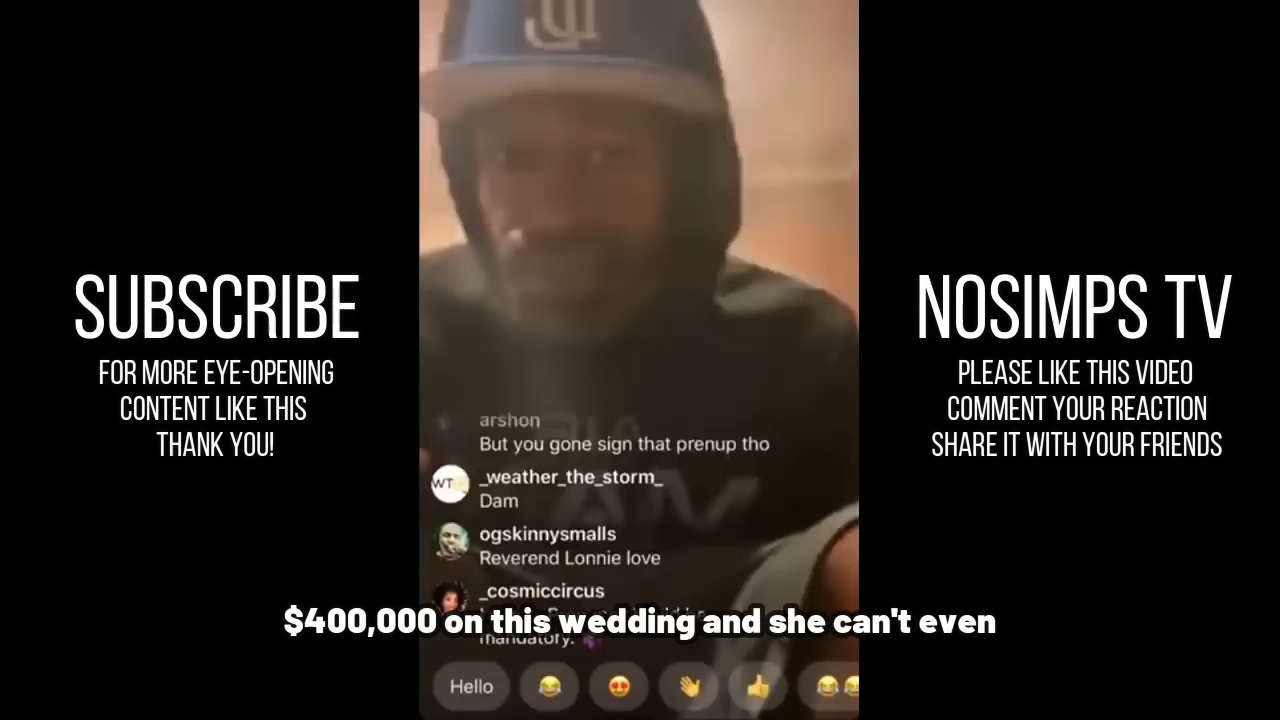 SUBSCRIBE
FOR MORE EYE-OPENING
CONTENT LIKE THIS
THANK YOU!
arshon
But you gone sign that prenup tho
_weather_the_storm_
Dam
ogskinnysmalls
Reverend Lonnie love
_cosmiccircus
mandatory.
$400,000 on this wedding and she can't even
Hello
NOSIMPS TV
PLEASE LIKE THIS VIDEO
COMMENT YOUR REACTION
SHARE IT WITH YOUR FRIENDS